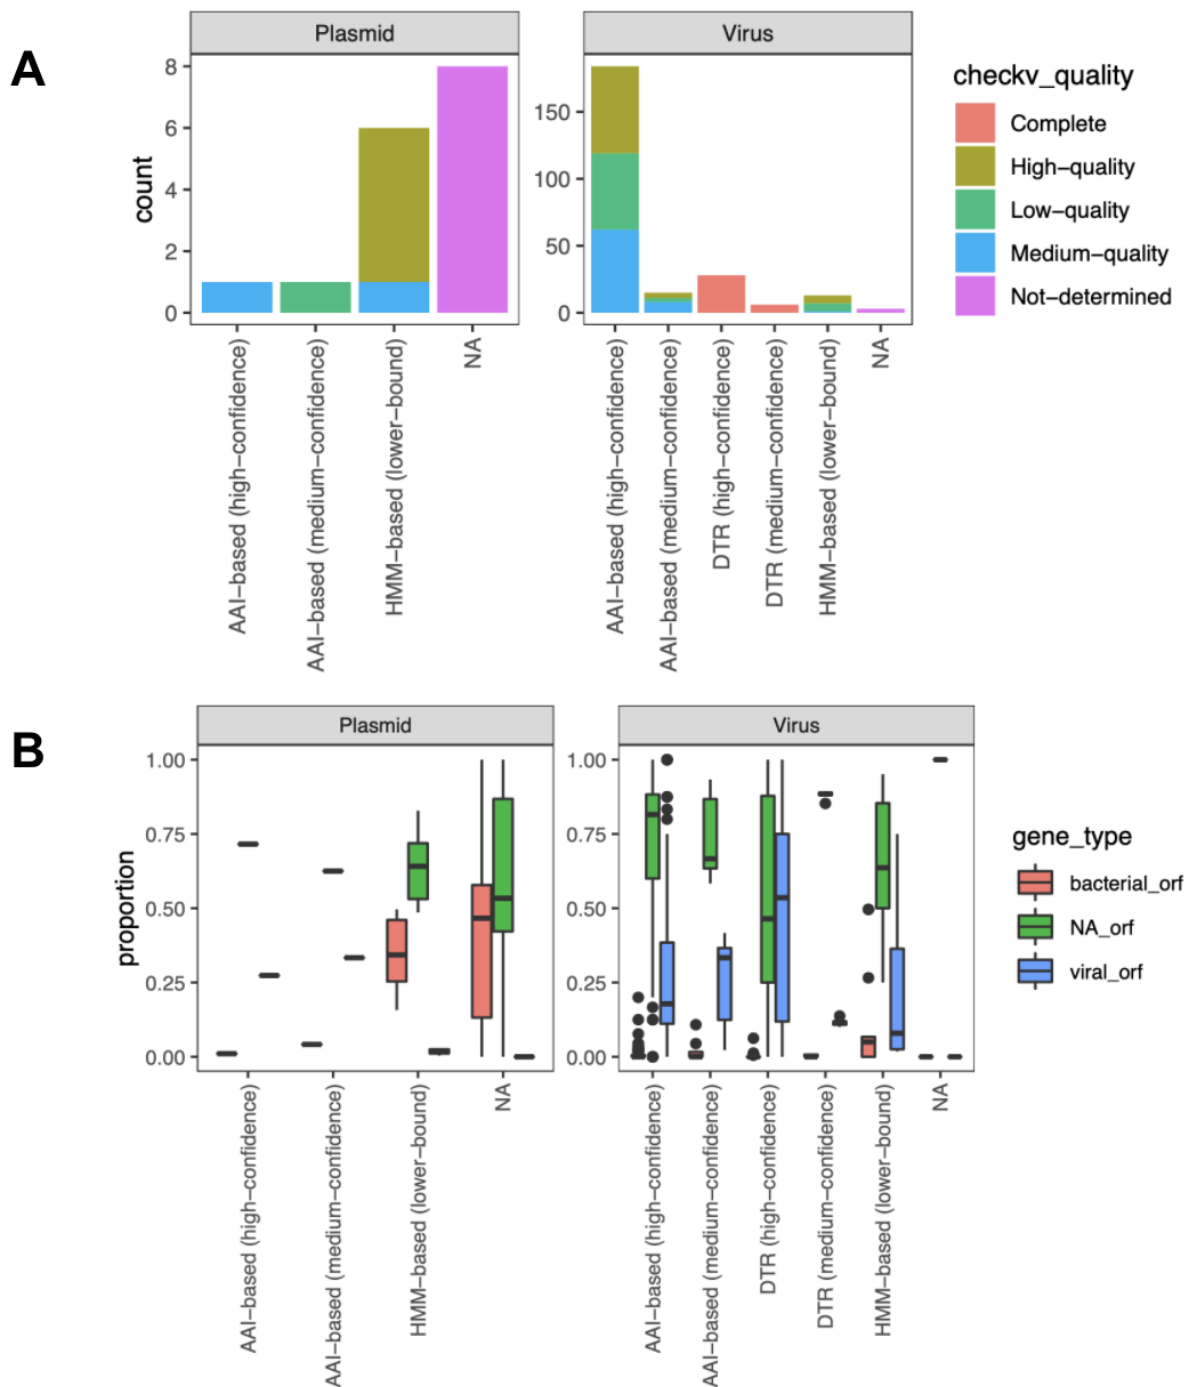 A
Plasmid
Virus
count
8
6
4
2
0
150
100
50
0
AAI−based (high−confidence)
AAI−based (medium−confidence)
HMM−based (lower−bound)
NA
AAI−based (high−confidence)
AAI−based (medium−confidence)
DTR (high−confidence)
DTR (medium−confidence)
HMM−based (lower−bound)
NA
checkv_quality
Complete
High−quality
Low−quality
Medium−quality
Not−determined
B
Plasmid
Virus
proportion
1.00
0.75
0.50
0.25
0.00
1.00
0.75
0.50
0.25
0.00
AAI−based (high−confidence)
AAI−based (medium−confidence)
HMM−based (lower−bound)
NA
AAI−based (high−confidence)
AAI−based (medium−confidence)
DTR (high−confidence)
DTR (medium−confidence)
HMM−based (lower−bound)
NA
gene_type
bacterial_orf
NA_orf
viral_orf